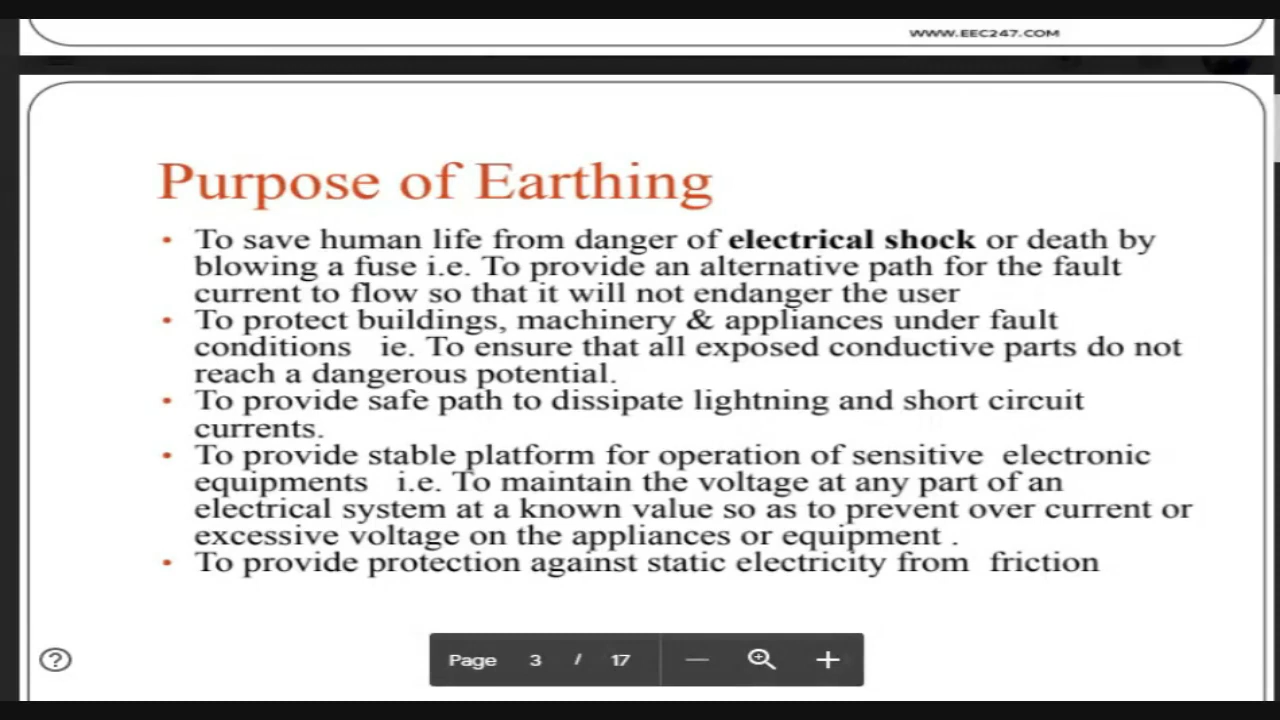 WWW.EEC247.COM
Purpose of Earthing
• To save human life from danger of electrical shock or death by
blowing a fuse i.e. To provide an alternative path for the fault
current to flow so that it will not endanger the user
• To protect buildings, machinery & appliances under fault
conditions ie. To ensure that all exposed conductive parts do not
reach a dangerous potential.
• To provide safe path to dissipate lightning and short circuit
currents.
• To provide stable platform for operation of sensitive electronic
equipments i.e. To maintain the voltage at any part of an
electrical system at a known value so as to prevent over current or
excessive voltage on the appliances or equipment .
• To provide protection against static electricity from friction
Page 3 / 17